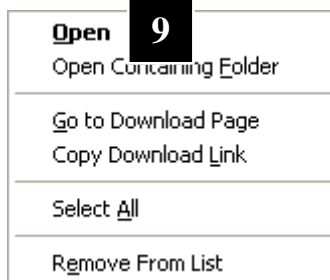 Open
9
Open Containing Folder
Go to Download Page
Copy Download Link
Select All
Remove From List